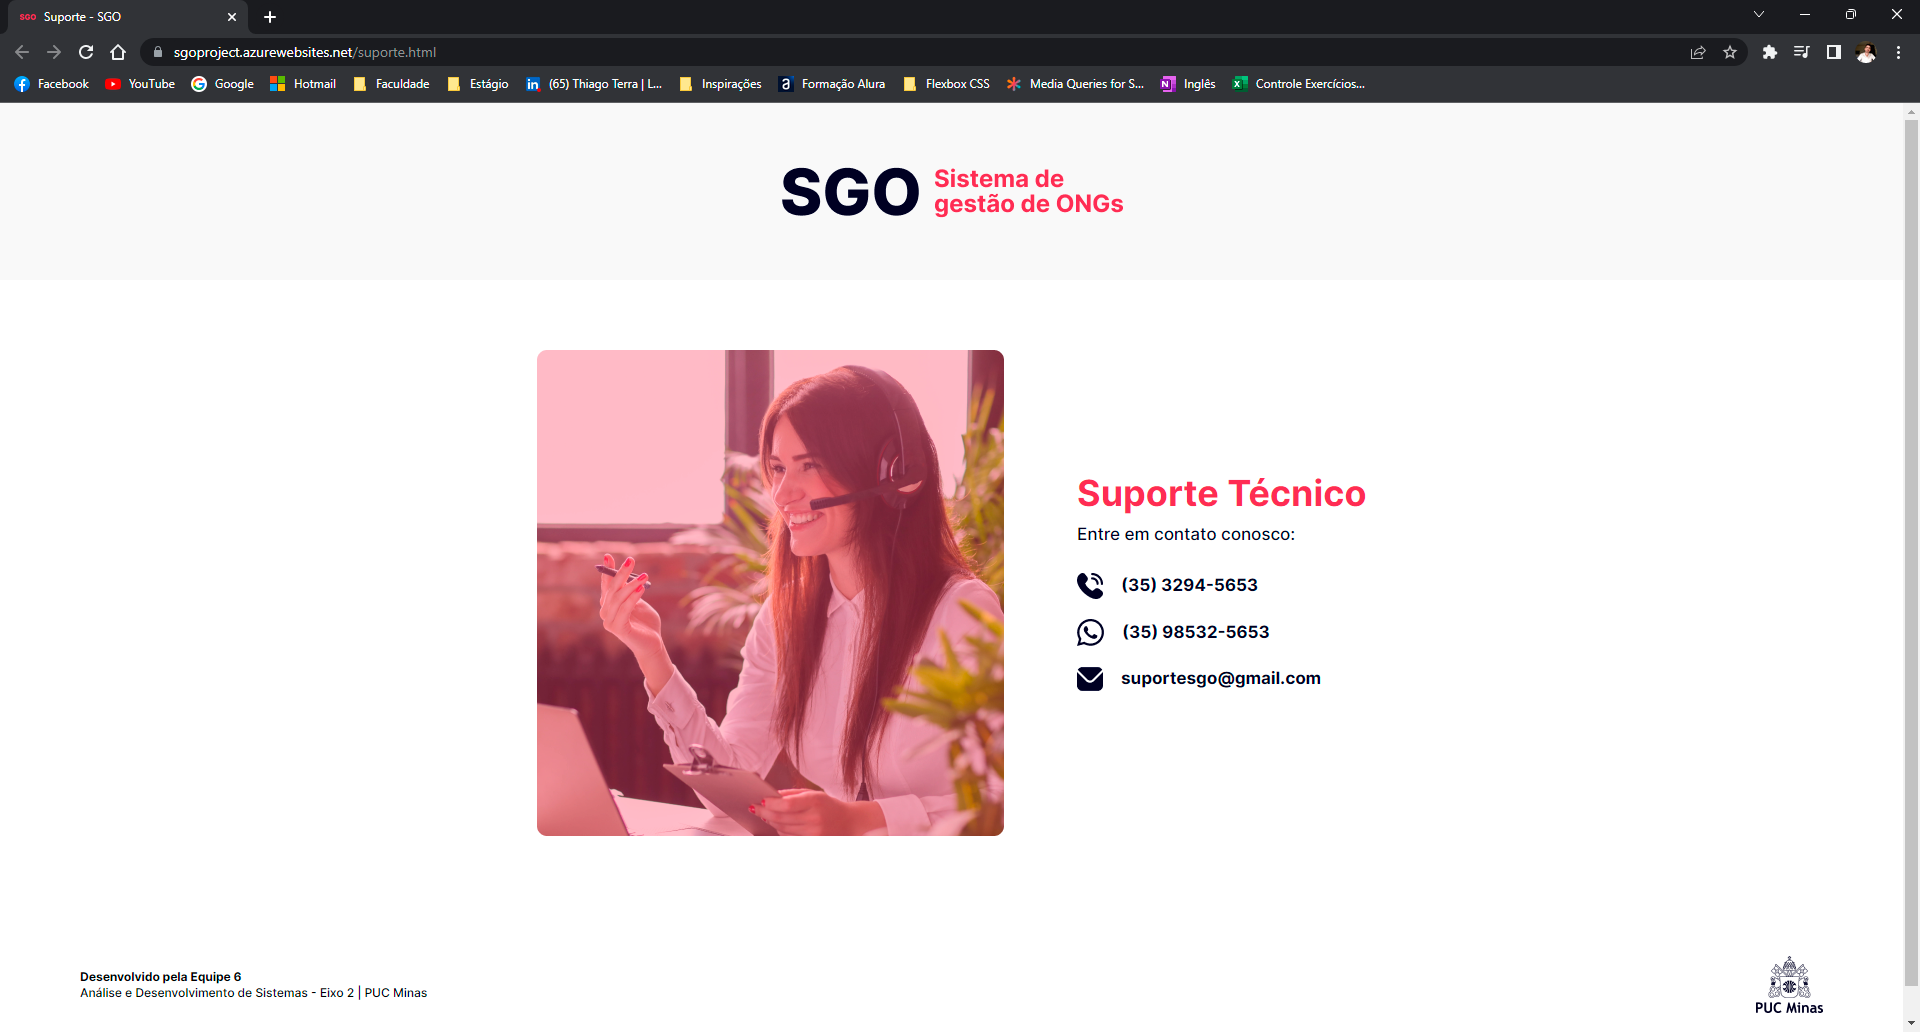 SGO Suporte - SGO
sgoproject.azurewebsites.net/suporte.html
Facebook YouTube Google Hotmail Faculdade Estágio in (65) Thiago Terra | L... Inspirações a Formação Alura Flexbox CSS Media Queries for S... N Inglês X Controle Exercícios...
SGO
Sistema de
gestão de ONGs
Suporte Técnico
Entre em contato conosco:
(35) 3294-5653
(35) 98532-5653
suportesgo@gmail.com
Desenvolvido pela Equipe 6
Análise e Desenvolvimento de Sistemas - Eixo 2 | PUC Minas
PUC Minas